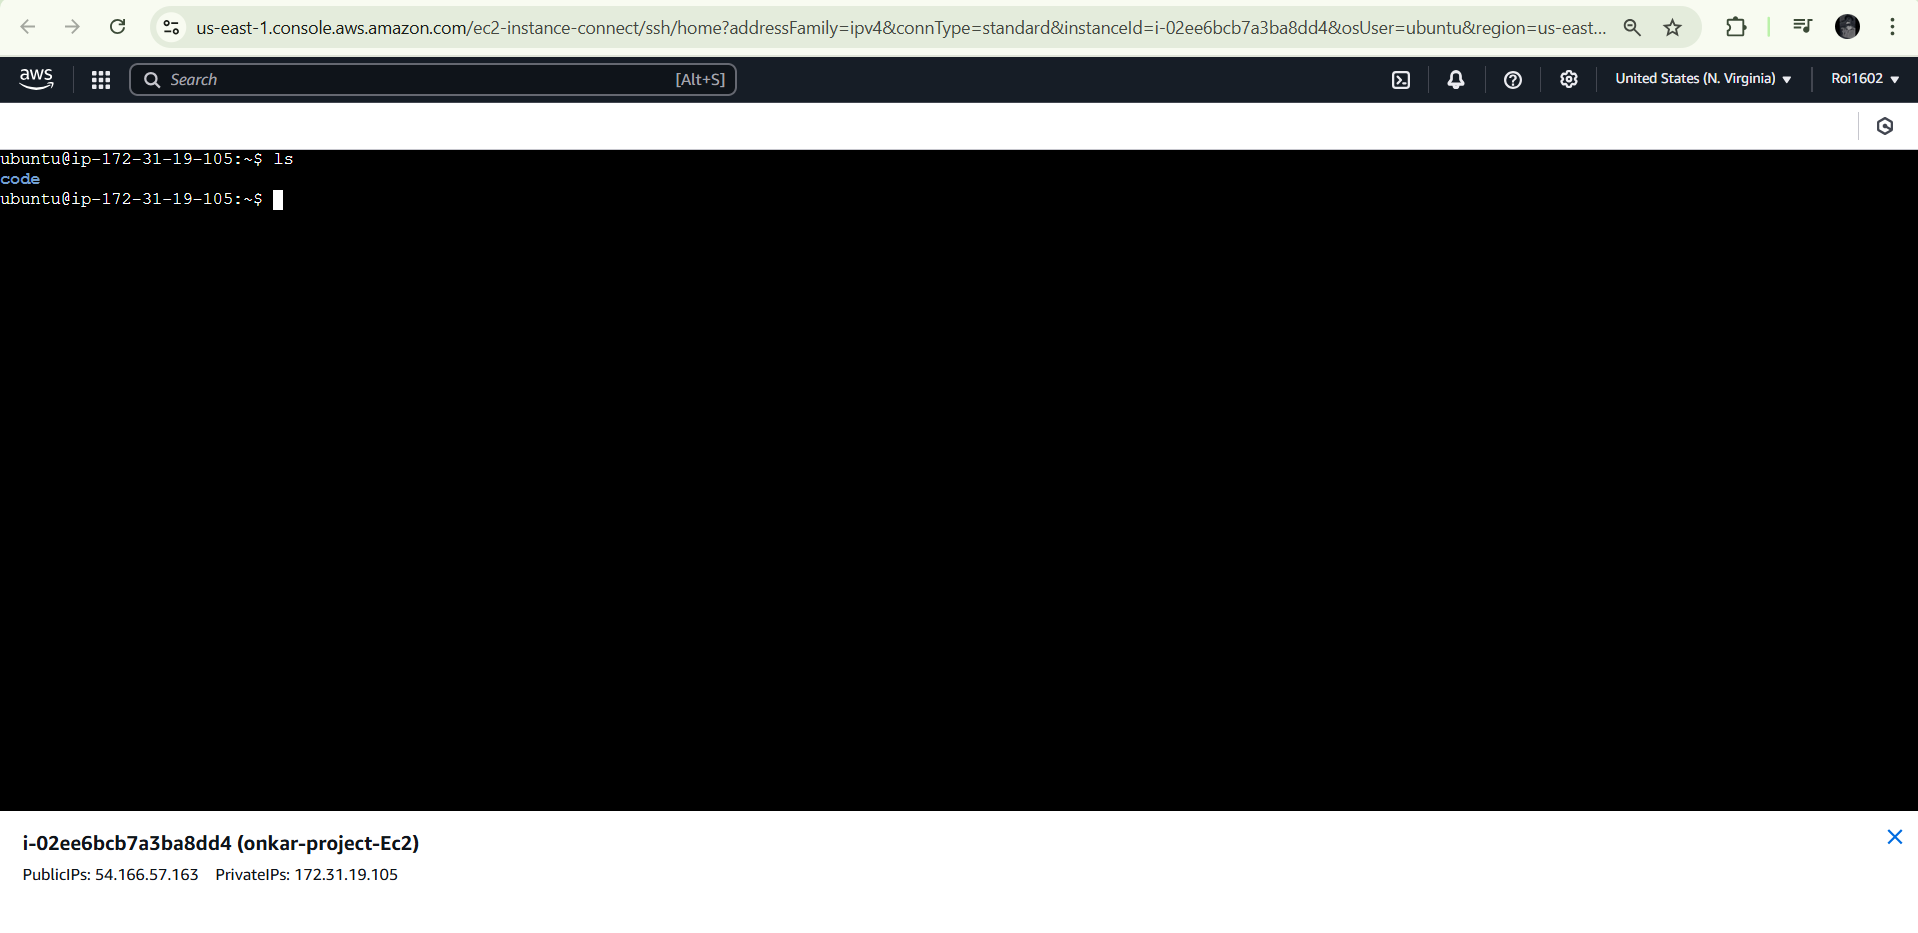 us-east-1.console.aws.amazon.com/ec2-instance-connect/ssh/home?addressFamily=ipv4&connType=standard&instanceId=i-02ee6bcb7a3ba8dd4&osUser=ubuntu&region=us-east...
aws Search [Alt+S] United States (N. Virginia) Roi1602
ubuntu@ip-172-31-19-105:~$ ls
code
ubuntu@ip-172-31-19-105:~$
i-02ee6bcb7a3ba8dd4 (onkar-project-Ec2)
PublicIPs: 54.166.57.163 PrivateIPs: 172.31.19.105